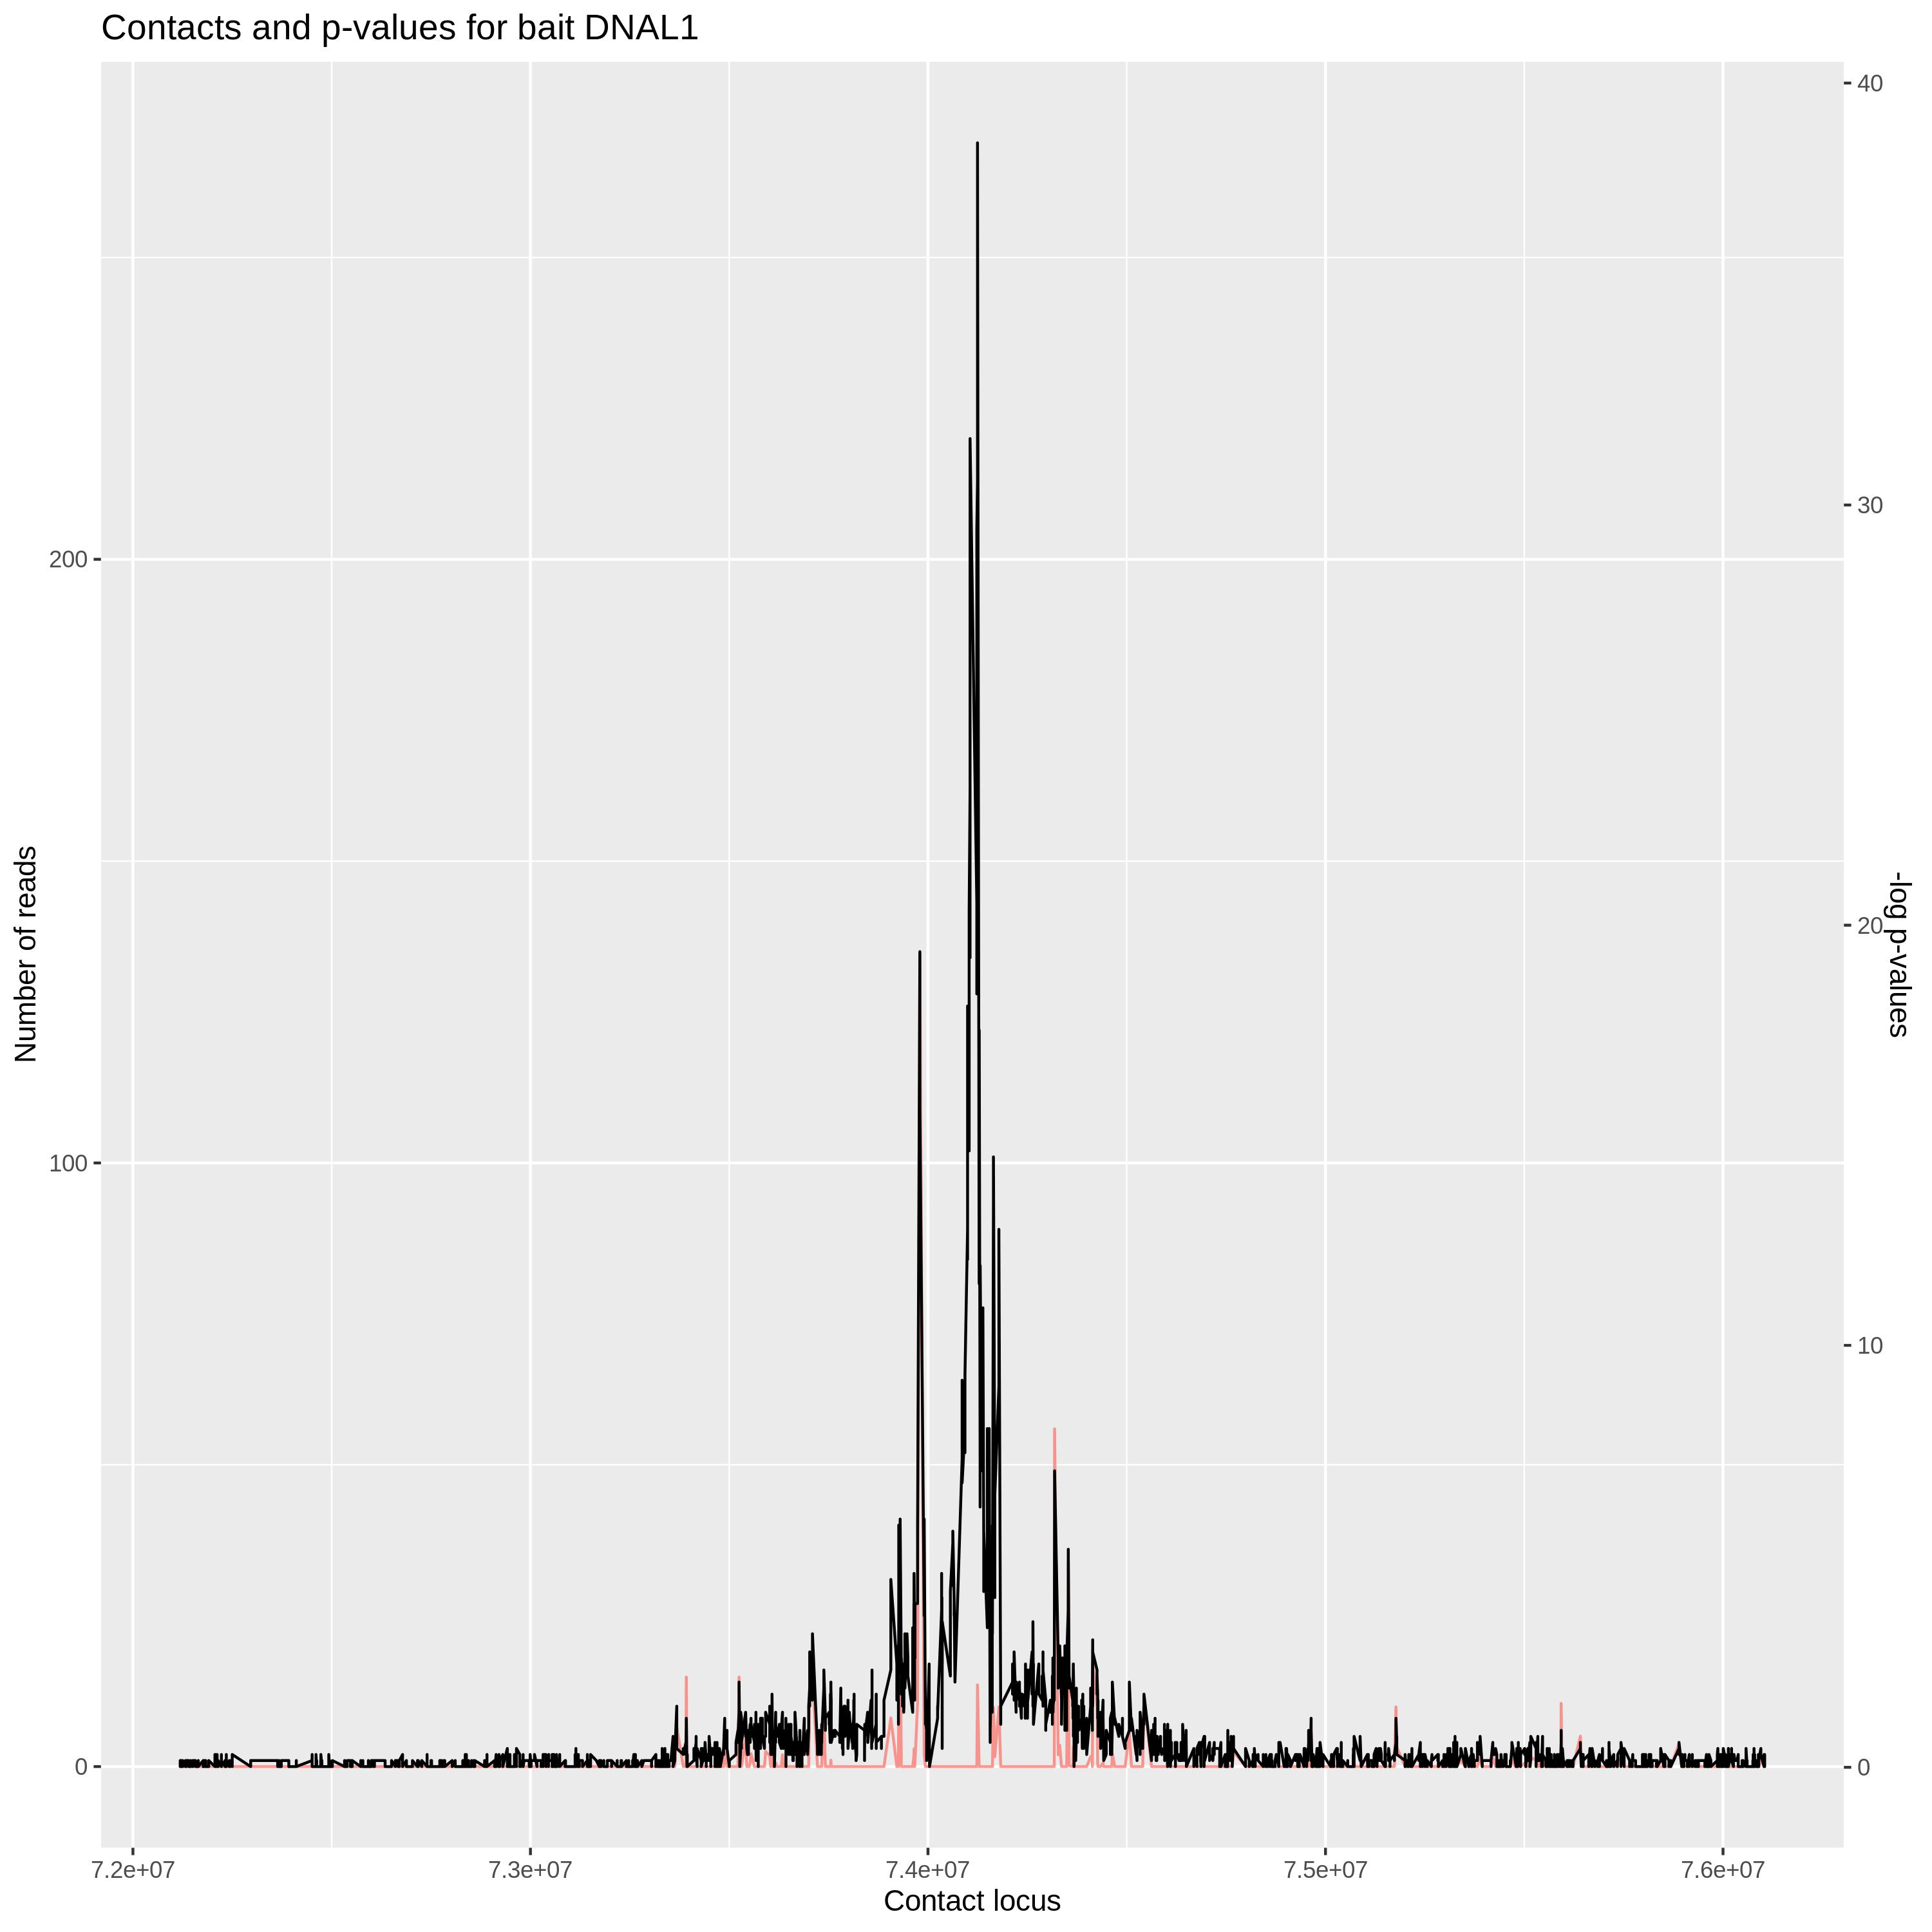 Contacts and p-values for bait DNAL1
40
30
200
20
Number of reads
-log p-values
100
10
0
0
7.2e+07 7.3e+07 7.4e+07 7.5e+07 7.6e+07
Contact locus